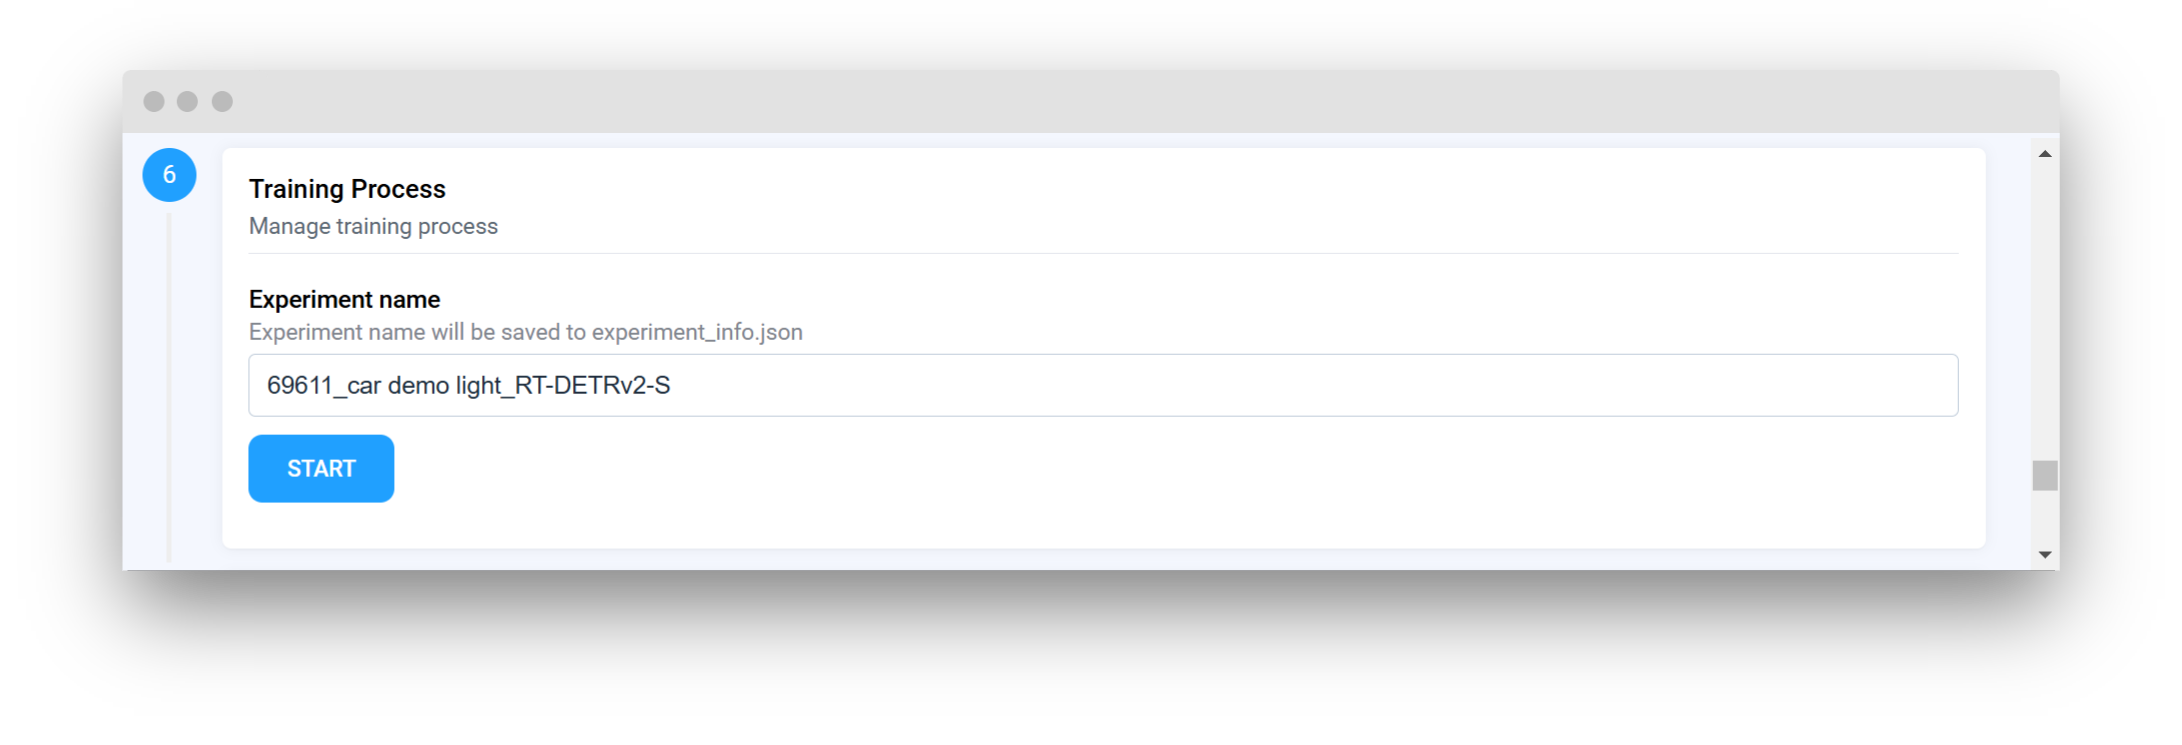 6
Training Process
Manage training process
Experiment name
Experiment name will be saved to experiment_info.json
69611_car demo light_RT-DETRv2-S
START